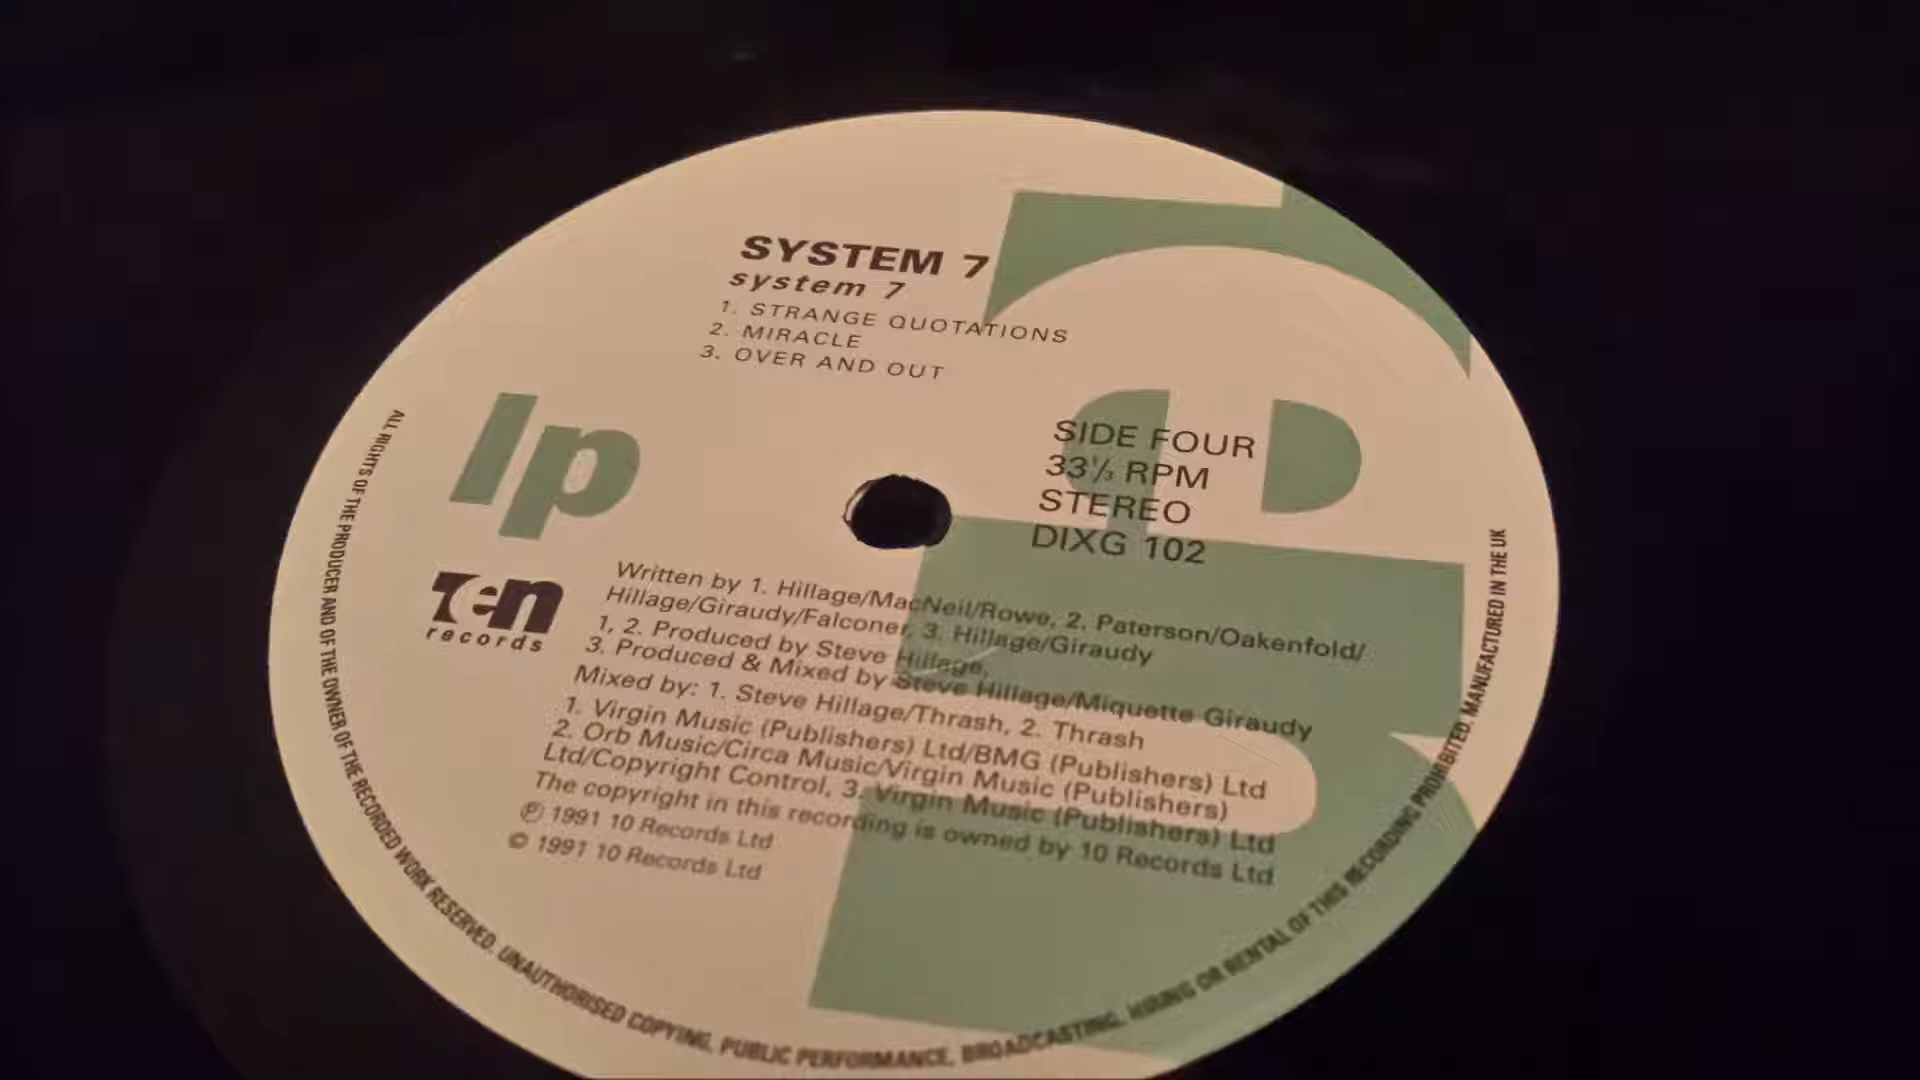 SYSTEM 7
system 7
1. STRANGE QUOTATIONS
2. MIRACLE
3. OVER AND OUT
lp
SIDE FOUR
33⅓ RPM
STEREO
DIXG 102
Ten
records
Written by 1. Hillage/MacNeil/Rowe, 2. Paterson/Oakenfold/
Hillage/Giraudy/Falconer, 3. Hillage/Giraudy
1, 2. Produced by Steve Hillage,
3. Produced & Mixed by Steve Hillage/Miquette Giraudy
Mixed by: 1. Steve Hillage/Thrash, 2. Thrash
1. Virgin Music (Publishers) Ltd/BMG (Publishers) Ltd
2. Orb Music/Circa Music/Virgin Music (Publishers)
Ltd/Copyright Control, 3. Virgin Music (Publishers) Ltd
The copyright in this recording is owned by 10 Records Ltd
℗ 1991 10 Records Ltd
© 1991 10 Records Ltd
ALL RIGHTS OF THE PRODUCER AND OF THE OWNER OF THE RECORDED WORK RESERVED. UNAUTHORISED COPYING, PUBLIC PERFORMANCE, BROADCASTING, HIRING OR RENTAL OF THIS RECORDING PROHIBITED. MANUFACTURED IN THE UK